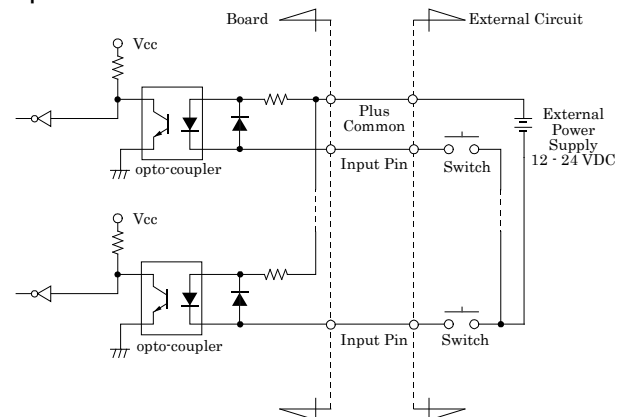 Board
External Circuit
Vcc
Plus
Common
External
Power
Supply
12 - 24 VDC
Input Pin
Switch
opto-coupler
Vcc
Input Pin
Switch
opto-coupler